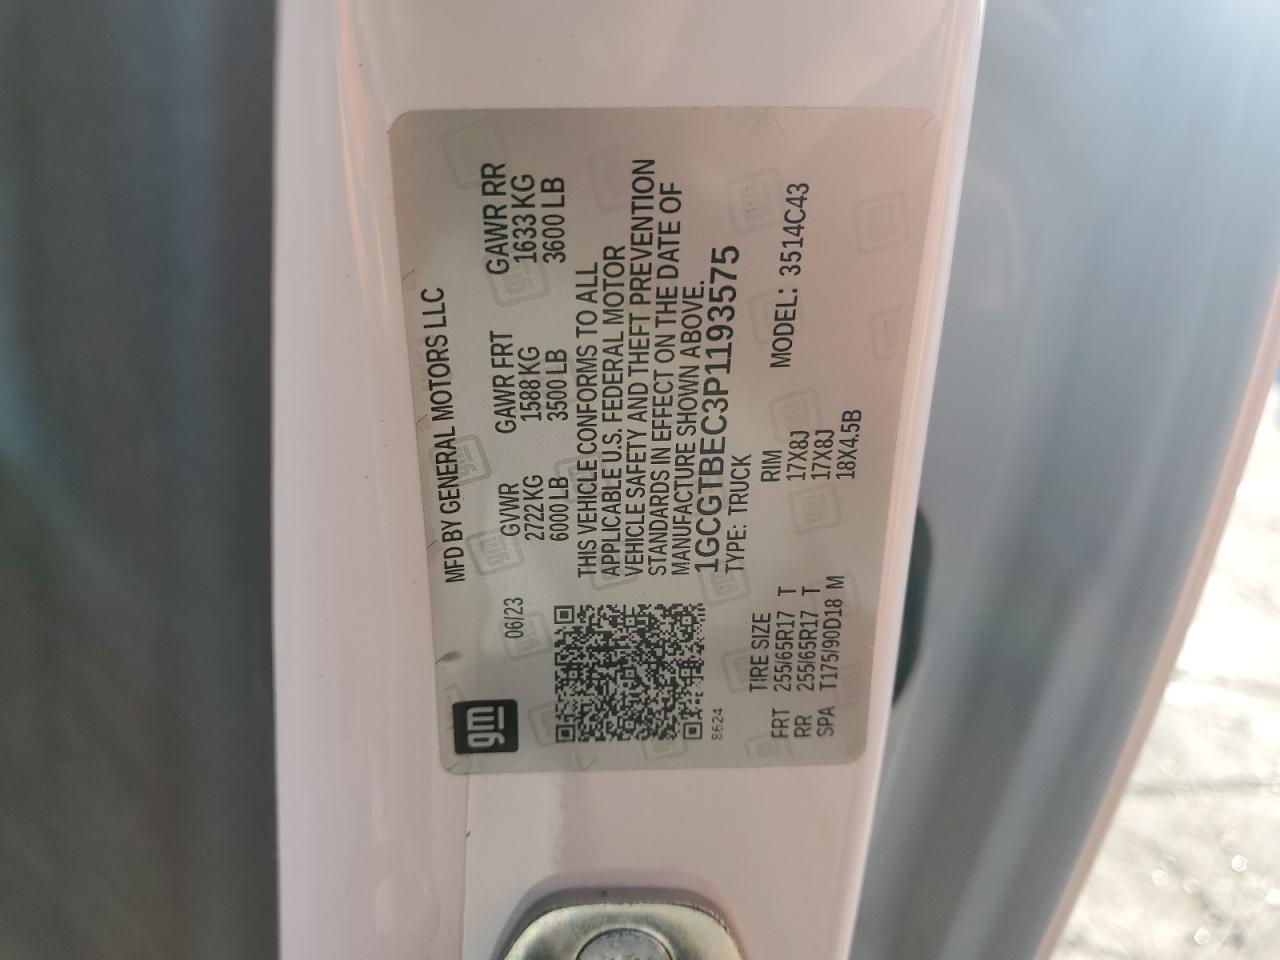 gm
MFD BY GENERAL MOTORS LLC
06/23
GVWR GAWR FRT GAWR RR
2722 KG 1588 KG 1633 KG
6000 LB 3500 LB 3600 LB
THIS VEHICLE CONFORMS TO ALL
APPLICABLE U.S. FEDERAL MOTOR
VEHICLE SAFETY AND THEFT PREVENTION
STANDARDS IN EFFECT ON THE DATE OF
MANUFACTURE SHOWN ABOVE.
1GCGTBEC3P1193575
8624
TYPE: TRUCK
MODEL: 3514C43
TIRE SIZE RIM
FRT 255/65R17 T 17X8J
RR 255/65R17 T 17X8J
SPA T175/90D18 M 18X4.5B